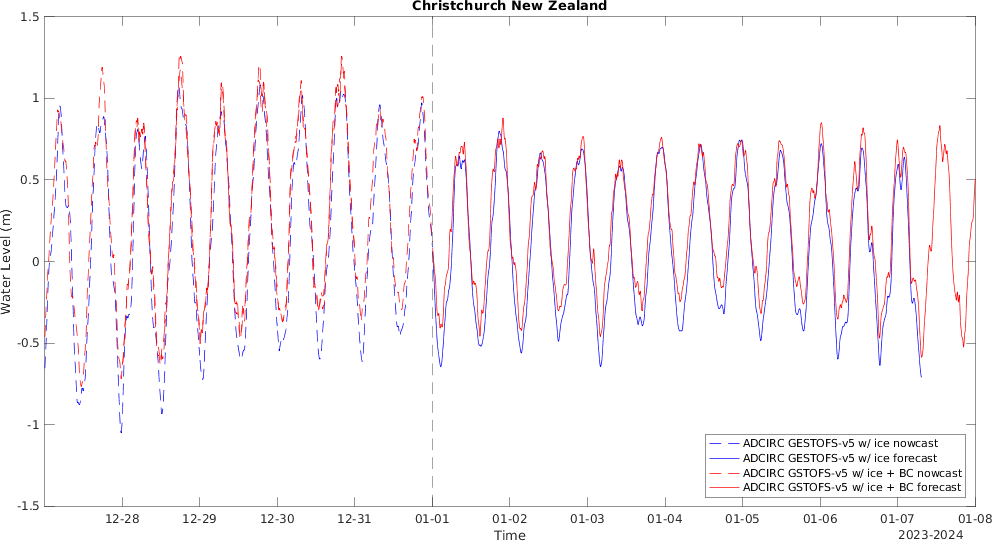 Christchurch New Zealand
1.5
1
0.5
0
-0.5
-1
-1.5
Water Level (m)
12-28
12-29
12-30
12-31
01-01
01-02
01-03
01-04
01-05
01-06
01-07
01-08
Time
2023-2024
ADCIRC GESTOFS-v5 w/ ice nowcast
ADCIRC GESTOFS-v5 w/ ice forecast
ADCIRC GSTOFS-v5 w/ ice + BC nowcast
ADCIRC GSTOFS-v5 w/ ice + BC forecast